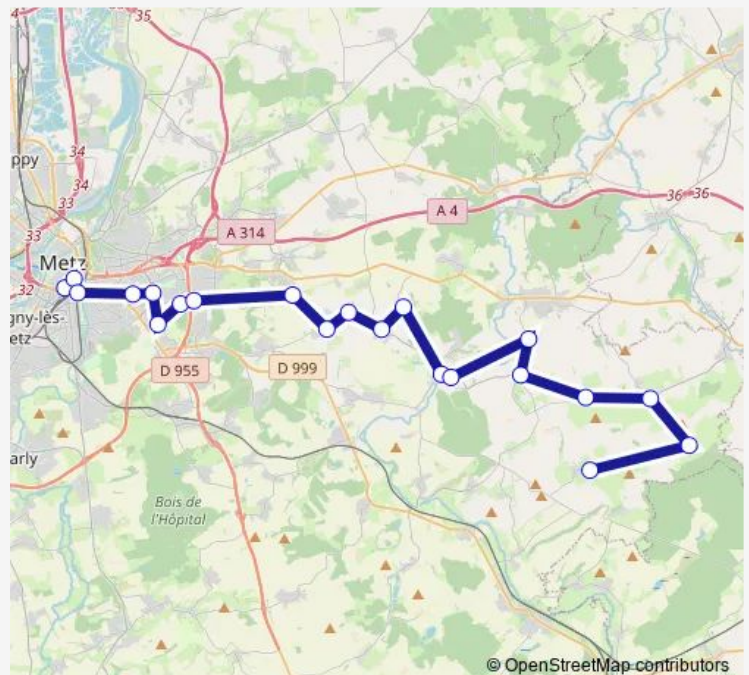 4
35
34
34
33
33
32
ppy
Metz
A 314
A 4
36
36
gny-lès-
etz
D 955
D 999
arly
Bois de
l'Hôpital
© OpenStreetMap contributors